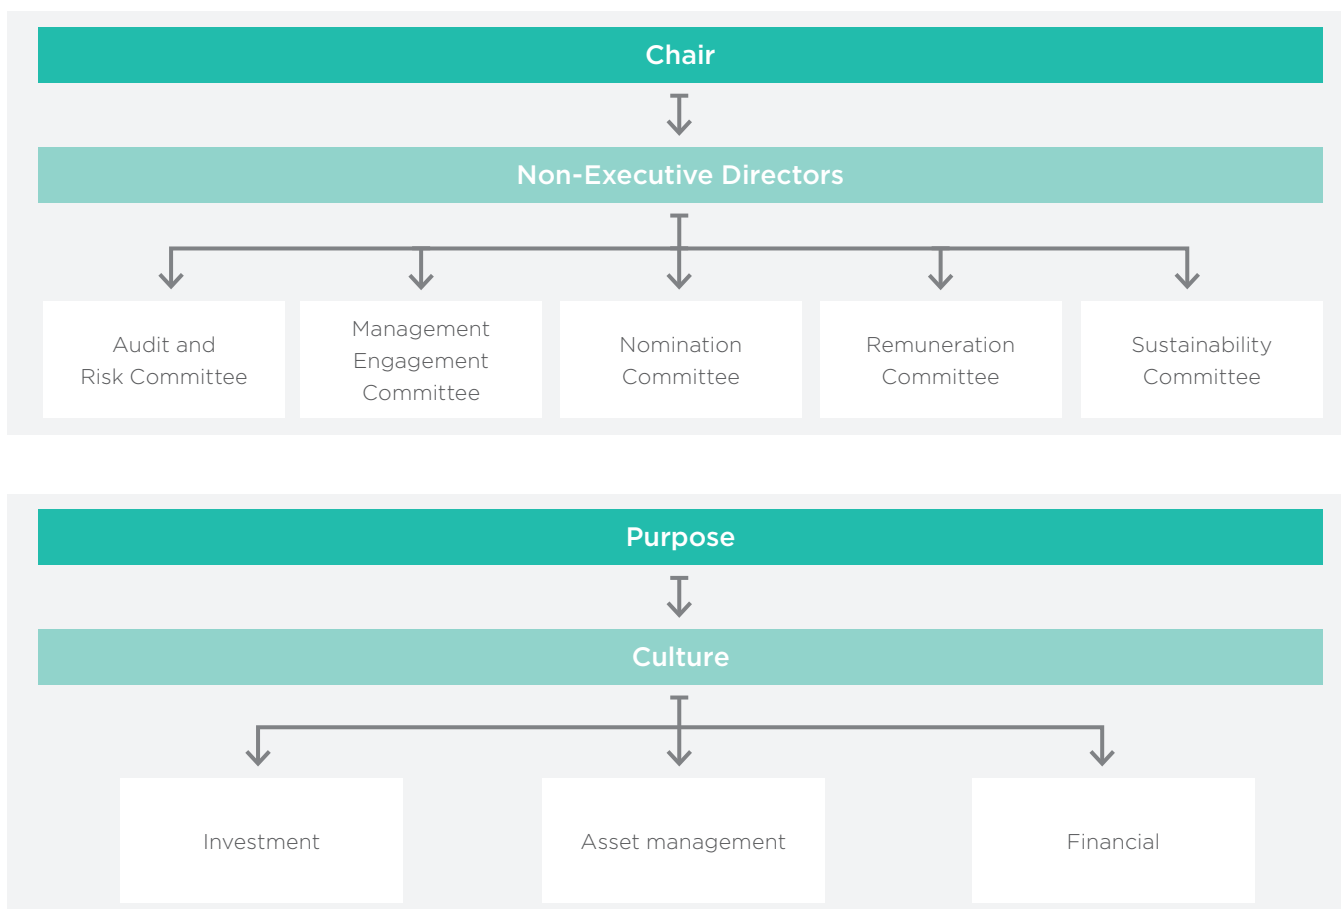 Chair
Non-Executive Directors
Audit and
Risk Committee
Management
Engagement
Committee
Nomination
Committee
Remuneration
Committee
Sustainability
Committee
Purpose
Culture
Investment
Asset management
Financial